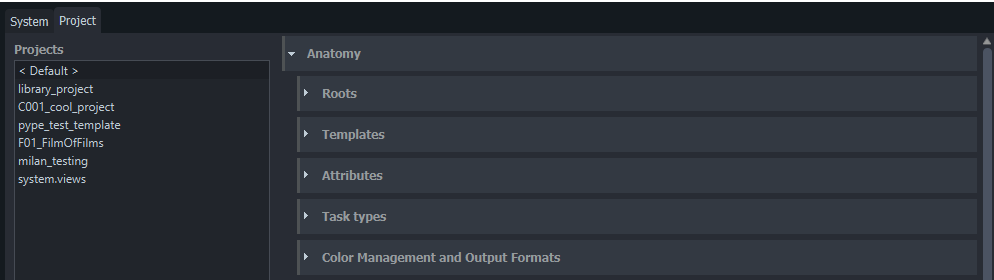 System Project
Projects
< Default >
library_project
C001_cool_project
pype_test_template
F01_FilmOfFilms
milan_testing
system.views
Anatomy
Roots
Templates
Attributes
Task types
Color Management and Output Formats